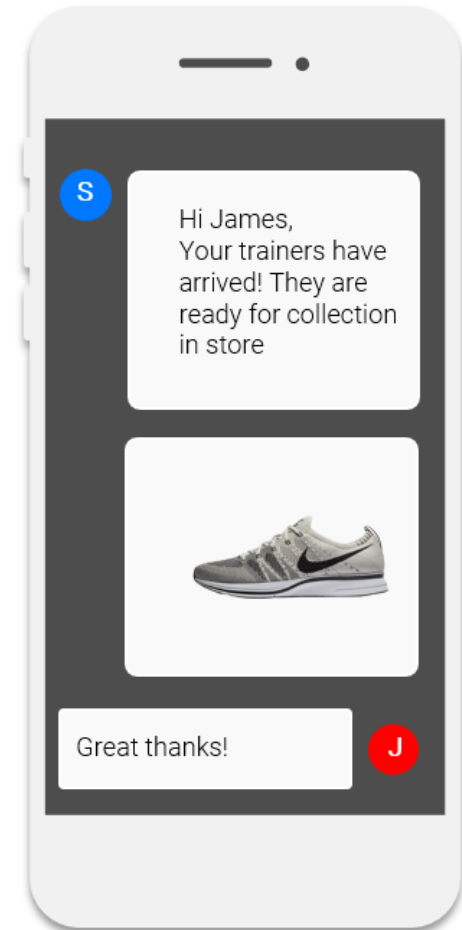 S
Hi James,
Your trainers have
arrived! They are
ready for collection
in store
Great thanks!
J